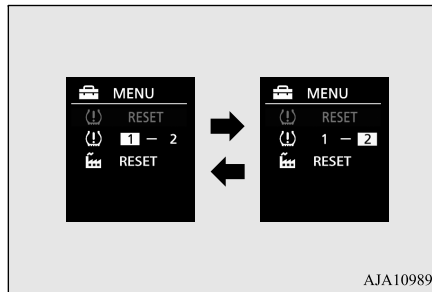 MENU
RESET
1 – 2
RESET
MENU
RESET
1 – 2
RESET
AJA10989